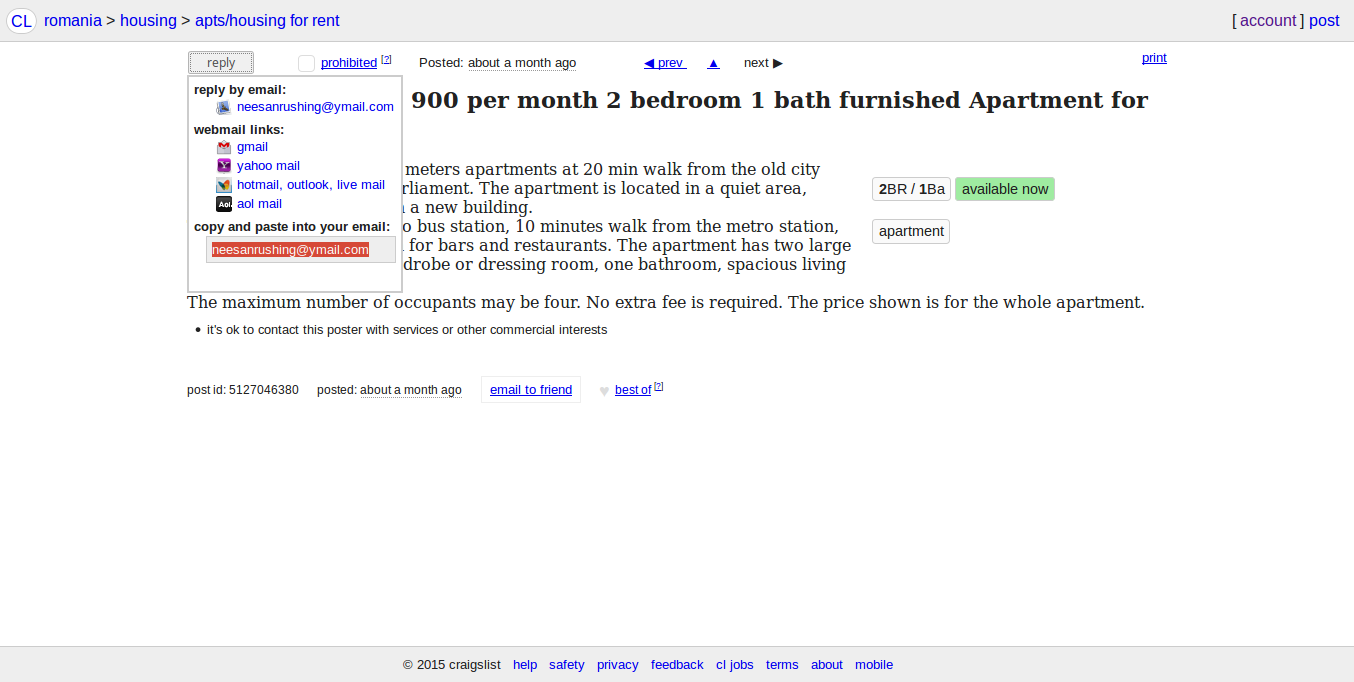 CL romania > housing > apts/housing for rent [ account ] post
reply prohibited [?] Posted: about a month ago ◀ prev ▲ next ▶ print
reply by email:
neesanrushing@ymail.com
webmail links:
gmail
yahoo mail
hotmail, outlook, live mail
aol mail
copy and paste into your email:
neesanrushing@ymail.com
900 per month 2 bedroom 1 bath furnished Apartment for
meters apartments at 20 min walk from the old city
rliament. The apartment is located in a quiet area,
a new building.
o bus station, 10 minutes walk from the metro station,
for bars and restaurants. The apartment has two large
drobe or dressing room, one bathroom, spacious living
2BR / 1Ba available now
apartment
The maximum number of occupants may be four. No extra fee is required. The price shown is for the whole apartment.
• it's ok to contact this poster with services or other commercial interests
post id: 5127046380 posted: about a month ago email to friend ♥ best of [?]
© 2015 craigslist help safety privacy feedback cl jobs terms about mobile